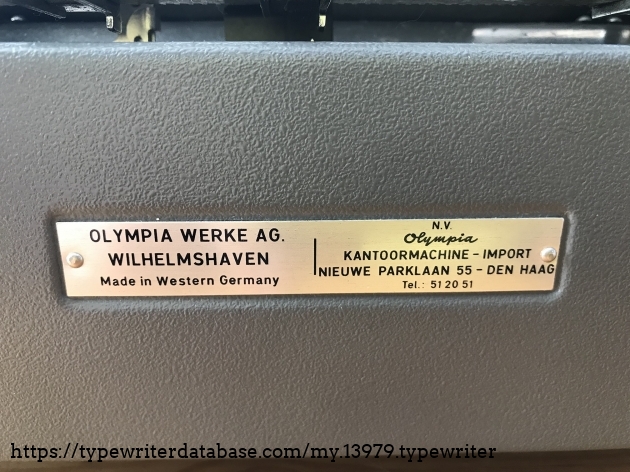 OLYMPIA WERKE AG.
WILHELMSHAVEN
Made in Western Germany
N.V.
Olympia
KANTOORMACHINE - IMPORT
NIEUWE PARKLAAN 55 - DEN HAAG
Tel.: 51 20 51
https://typewriterdatabase.com/my.13979.typewriter